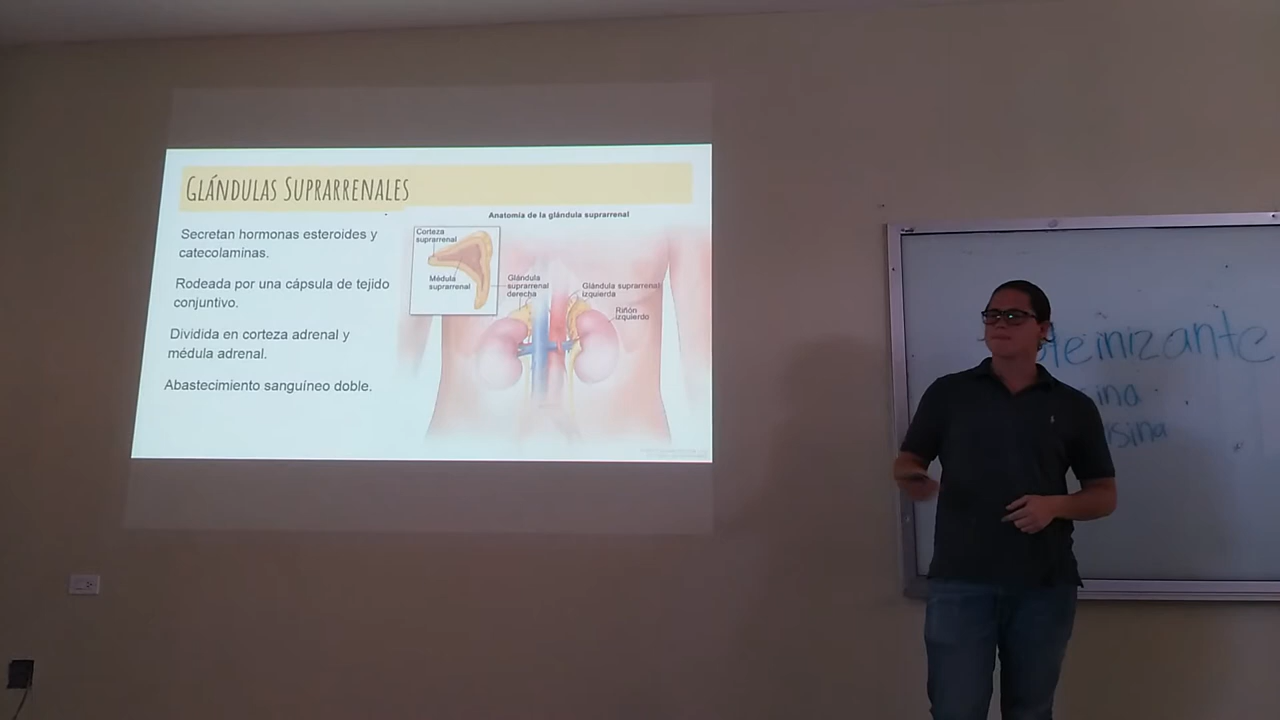 Glándulas Suprarrenales
Secretan hormonas esteroides y
catecolaminas.
Rodeada por una cápsula de tejido
conjuntivo.
Dividida en corteza adrenal y
médula adrenal.
Abastecimiento sanguíneo doble.
Anatomía de la glándula suprarrenal
Corteza
suprarrenal
Médula
suprarrenal
Glándula
suprarrenal
derecha
Glándula suprarrenal
izquierda
Riñón
izquierdo